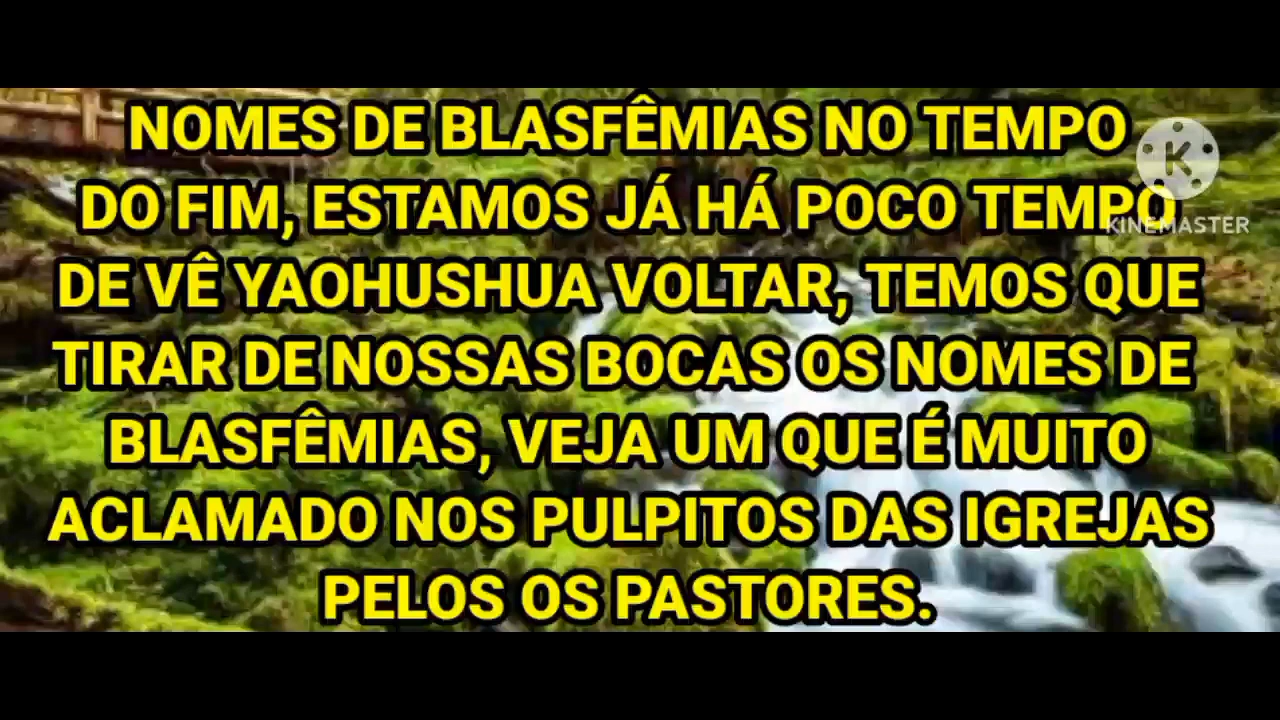 NOMES DE BLASFÊMIAS NO TEMPO
DO FIM, ESTAMOS JÁ HÁ POCO TEMPO
DE VÊ YAOHUSHUA VOLTAR, TEMOS QUE
TIRAR DE NOSSAS BOCAS OS NOMES DE
BLASFÊMIAS, VEJA UM QUE É MUITO
ACLAMADO NOS PULPITOS DAS IGREJAS
PELOS OS PASTORES.
K
KINEMASTER